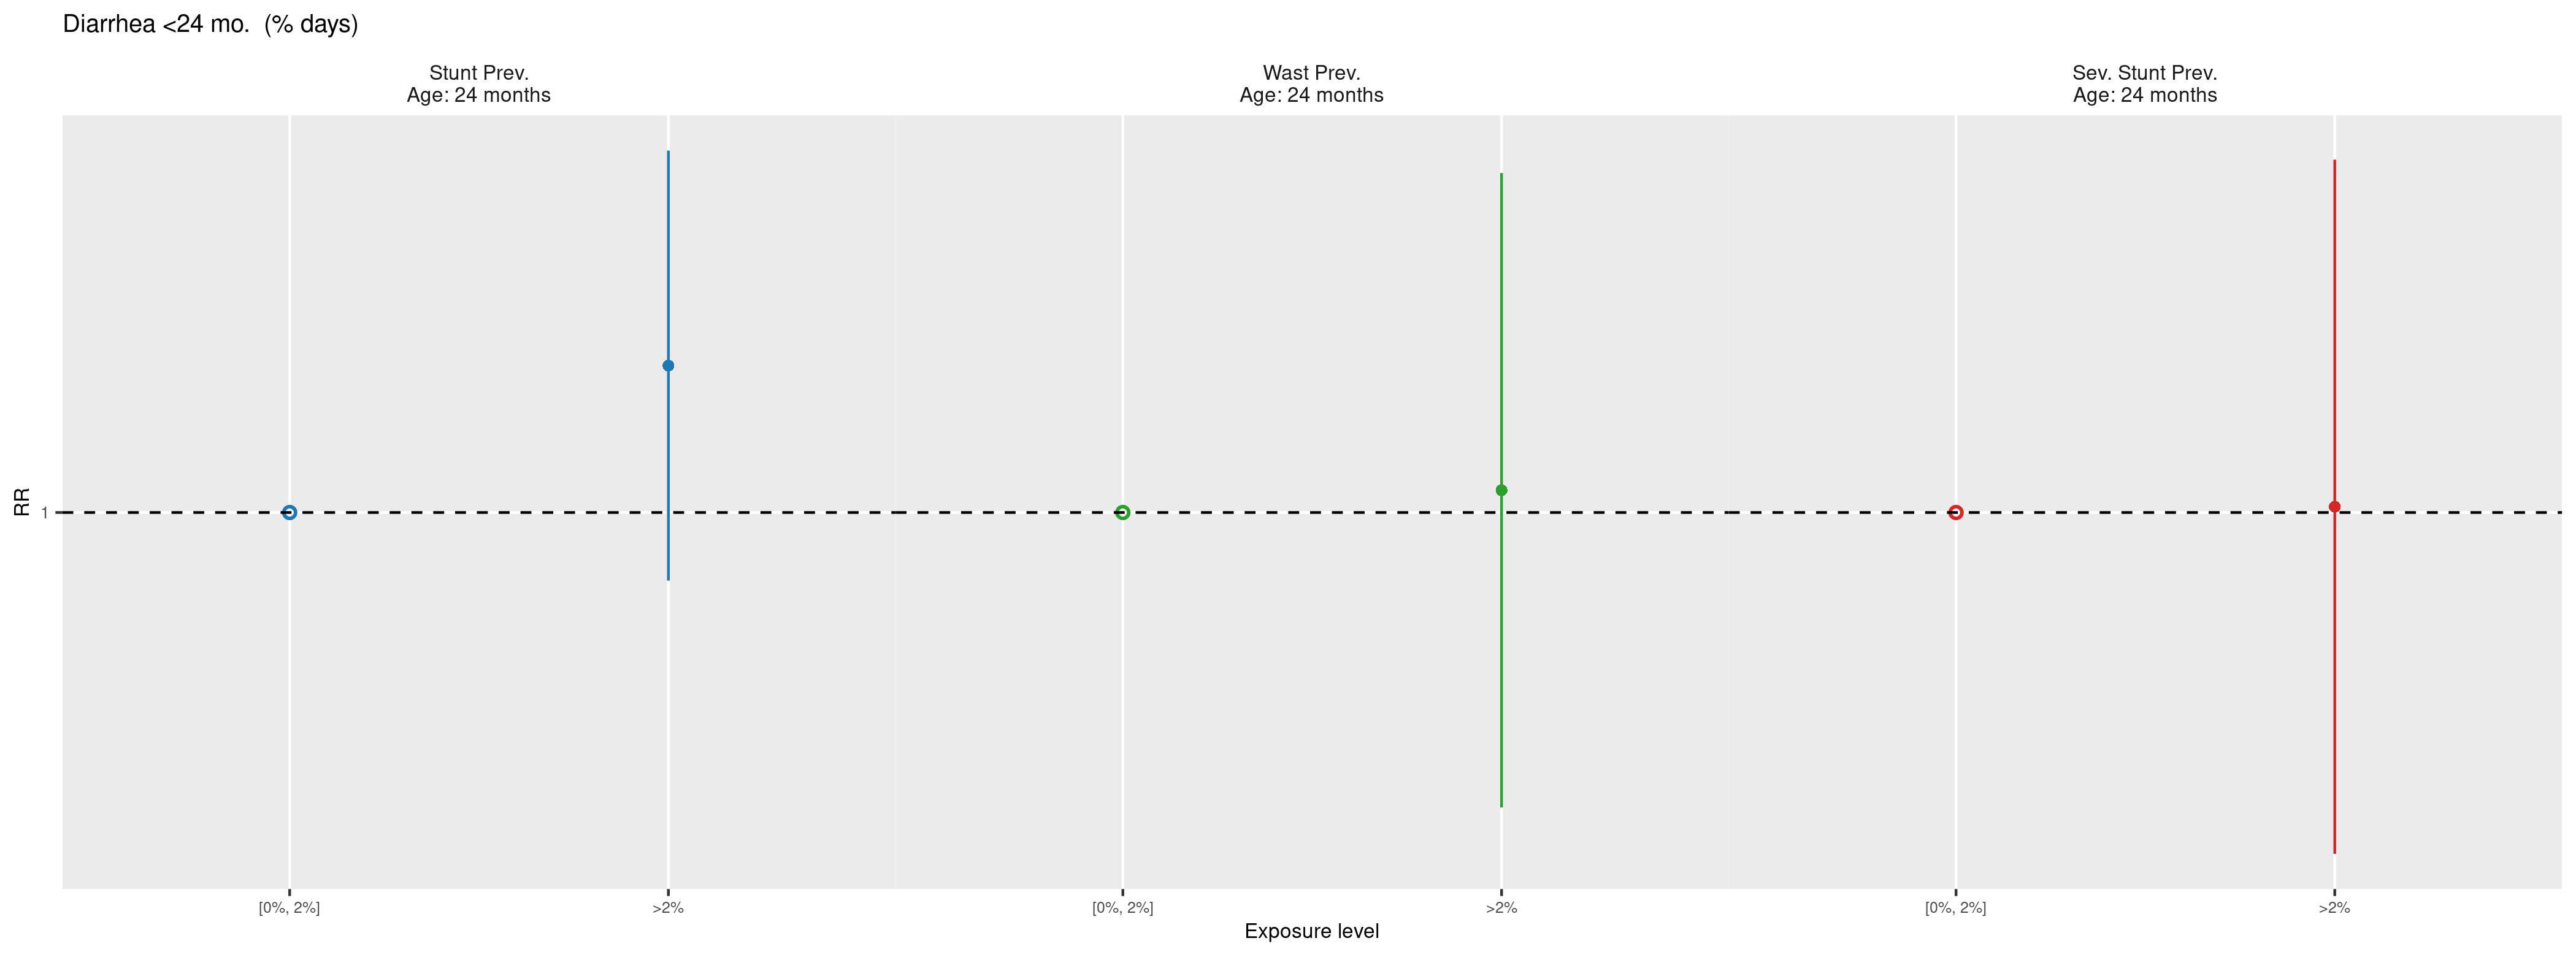 Diarrhea <24 mo.  (% days)
Stunt Prev.
Age: 24 months
Wast Prev.
Age: 24 months
Sev. Stunt Prev.
Age: 24 months
RR
1
[0%, 2%]
>2%
[0%, 2%]
>2%
[0%, 2%]
>2%
Exposure level